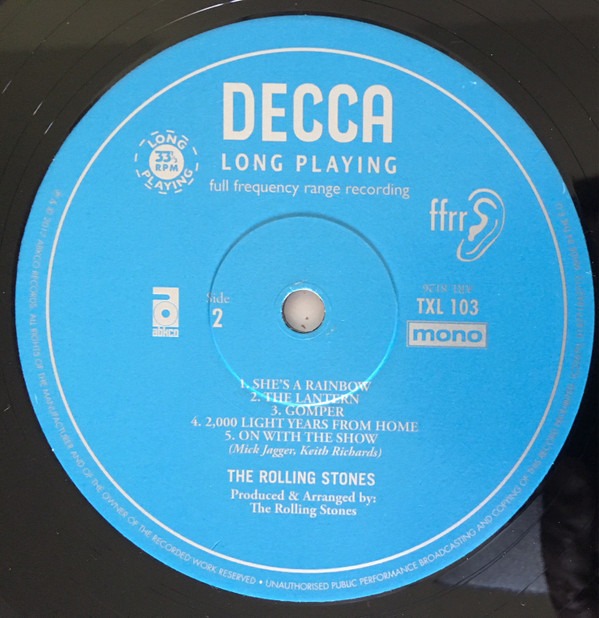 DECCA
LONG PLAYING
full frequency range recording
LONG
33⅓
RPM
PLAYING
ffrr
abkco
Side
2
TXL 103
mono
1. SHE'S A RAINBOW
2. THE LANTERN
3. GOMPER
4. 2,000 LIGHT YEARS FROM HOME
5. ON WITH THE SHOW
(Mick Jagger, Keith Richards)
THE ROLLING STONES
Produced & Arranged by:
The Rolling Stones
ABKCO RECORDS. ALL RIGHTS OF THE MANUFACTURER AND OF THE OWNER OF THE RECORDED WORK RESERVED • UNAUTHORISED PUBLIC PERFORMANCE BROADCASTING AND COPYING OF THIS RECORD